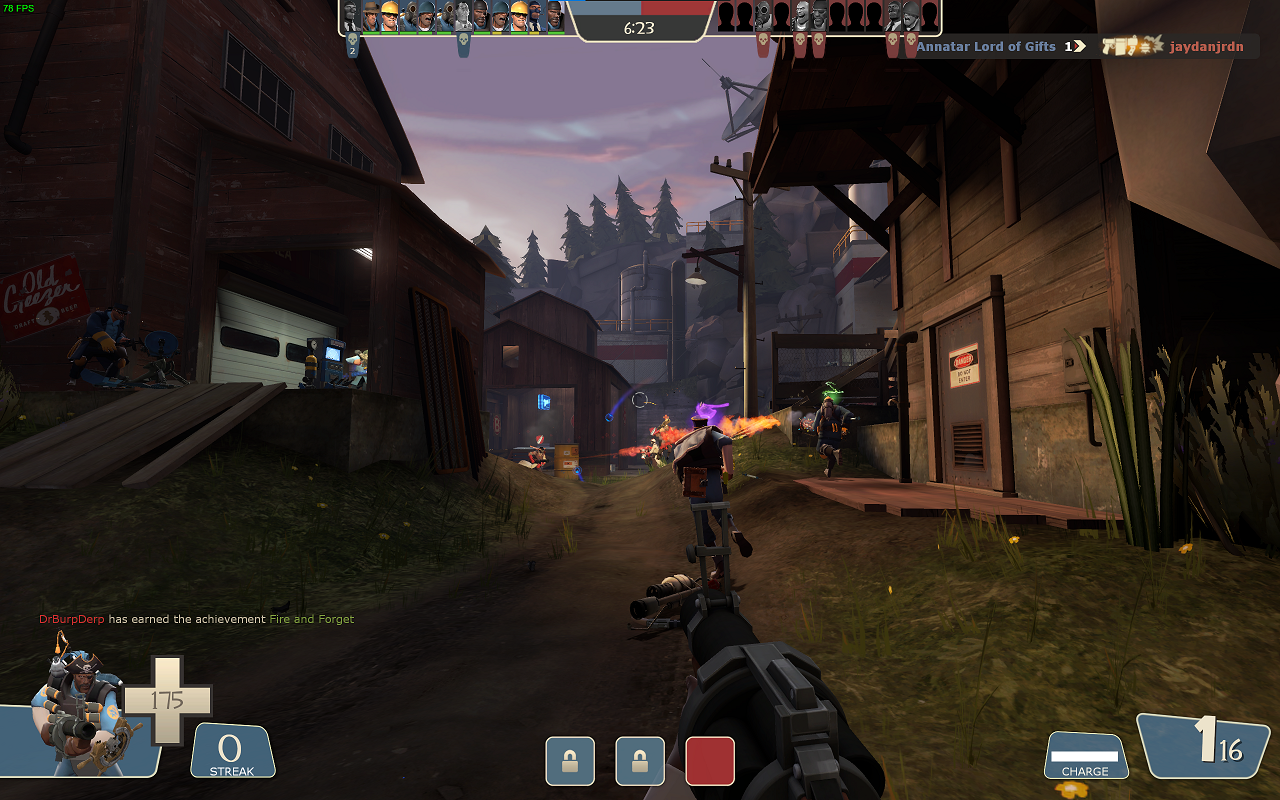 78 FPS
6:23
2
Annatar Lord of Gifts 1 jaydanjrdn
Old
Geezer
DANGER
DO NOT
ENTER
DrBurpDerp has earned the achievement Fire and Forget
175
0
STREAK
CHARGE
1 16